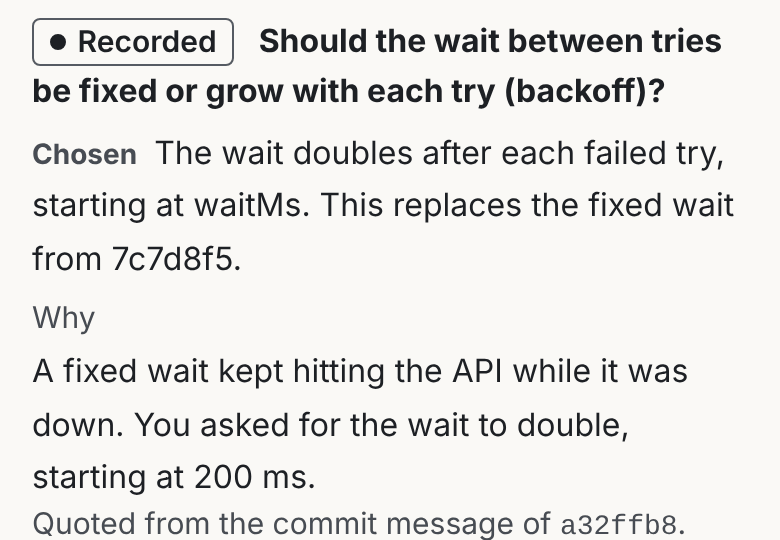 ● Recorded Should the wait between tries
be fixed or grow with each try (backoff)?
Chosen The wait doubles after each failed try,
starting at waitMs. This replaces the fixed wait
from 7c7d8f5.
Why
A fixed wait kept hitting the API while it was
down. You asked for the wait to double,
starting at 200 ms.
Quoted from the commit message of a32ffb8.